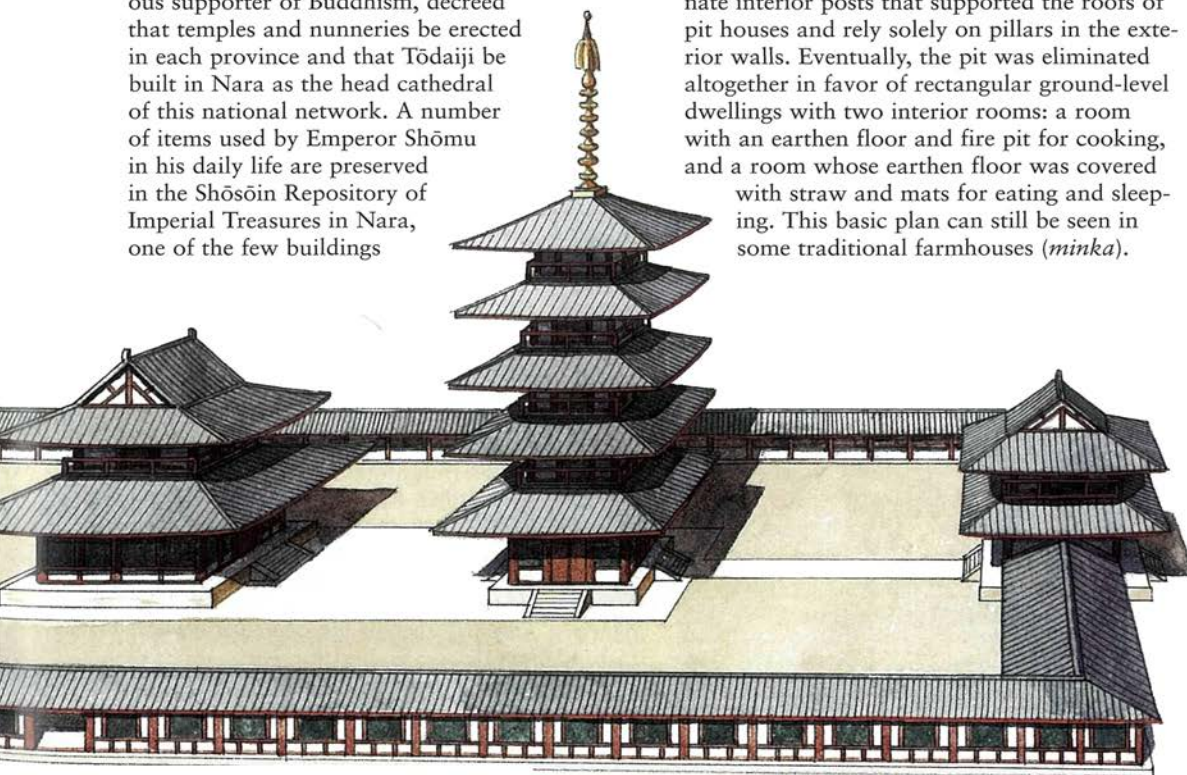 ous supporter of Buddhism, decreed
that temples and nunneries be erected
in each province and that Tōdaiji be
built in Nara as the head cathedral
of this national network. A number
of items used by Emperor Shōmu
in his daily life are preserved
in the Shōsōin Repository of
Imperial Treasures in Nara,
one of the few buildings
nate interior posts that supported the roofs of
pit houses and rely solely on pillars in the exte-
rior walls. Eventually, the pit was eliminated
altogether in favor of rectangular ground-level
dwellings with two interior rooms: a room
with an earthen floor and fire pit for cooking,
and a room whose earthen floor was covered
with straw and mats for eating and sleep-
ing. This basic plan can still be seen in
some traditional farmhouses (minka).